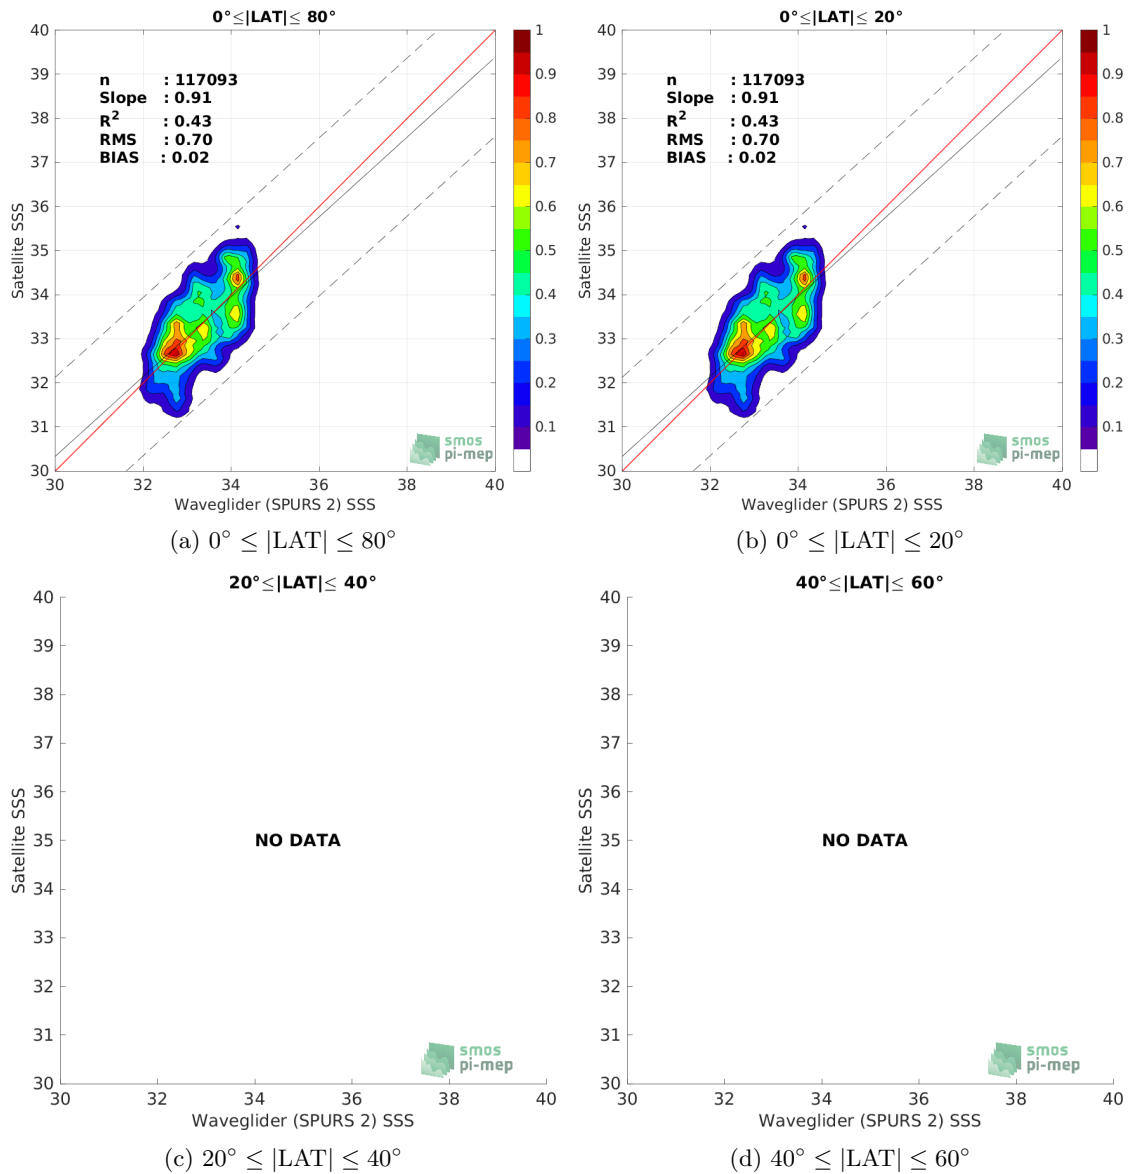 0°≤|LAT|≤ 80°
40
39
38
37
36
35
34
33
32
31
30
Satellite SSS
n : 117093
Slope : 0.91
R² : 0.43
RMS : 0.70
BIAS : 0.02
smos
pi-mep
30 32 34 36 38 40
Waveglider (SPURS 2) SSS
1
0.9
0.8
0.7
0.6
0.5
0.4
0.3
0.2
0.1
(a) 0° ≤ |LAT| ≤ 80°
0°≤|LAT|≤ 20°
40
39
38
37
36
35
34
33
32
31
30
Satellite SSS
n : 117093
Slope : 0.91
R² : 0.43
RMS : 0.70
BIAS : 0.02
smos
pi-mep
30 32 34 36 38 40
Waveglider (SPURS 2) SSS
1
0.9
0.8
0.7
0.6
0.5
0.4
0.3
0.2
0.1
(b) 0° ≤ |LAT| ≤ 20°
20°≤|LAT|≤ 40°
40
39
38
37
36
35
34
33
32
31
30
Satellite SSS
NO DATA
smos
pi-mep
30 32 34 36 38 40
Waveglider (SPURS 2) SSS
(c) 20° ≤ |LAT| ≤ 40°
40°≤|LAT|≤ 60°
40
39
38
37
36
35
34
33
32
31
30
Satellite SSS
NO DATA
smos
pi-mep
30 32 34 36 38 40
Waveglider (SPURS 2) SSS
(d) 40° ≤ |LAT| ≤ 60°